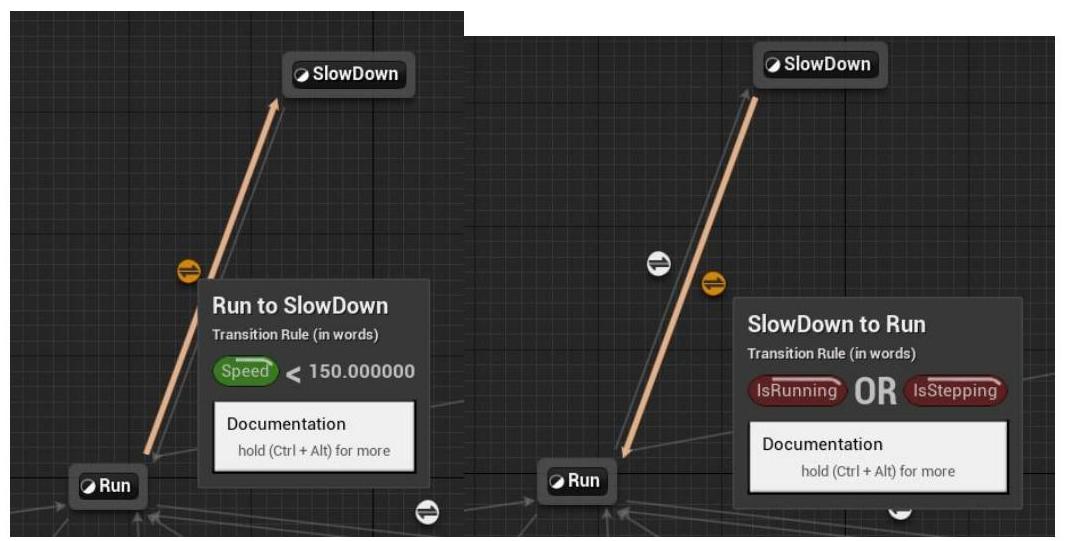 SlowDown
Run to SlowDown
Transition Rule (in words)
Speed < 150.000000
Documentation
hold (Ctrl + Alt) for more
Run
SlowDown
SlowDown to Run
Transition Rule (in words)
IsRunning OR IsStepping
Documentation
hold (Ctrl + Alt) for more
Run